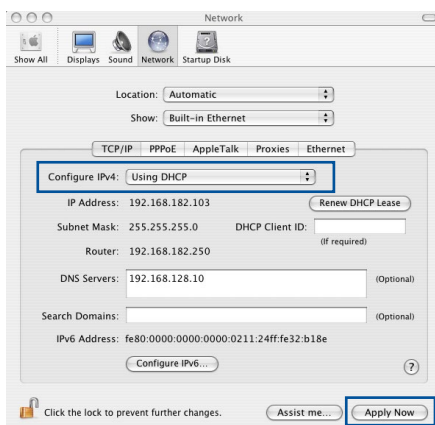 Network
Show All Displays Sound Network Startup Disk
Location: Automatic
Show: Built-in Ethernet
TCP/IP PPPoE AppleTalk Proxies Ethernet
Configure IPv4: Using DHCP
IP Address: 192.168.182.103 Renew DHCP Lease
Subnet Mask: 255.255.255.0 DHCP Client ID:
(If required)
Router: 192.168.182.250
DNS Servers: 192.168.128.10 (Optional)
Search Domains: (Optional)
IPv6 Address: fe80:0000:0000:0000:0211:24ff:fe32:b18e
Configure IPv6... ?
Click the lock to prevent further changes. Assist me... Apply Now